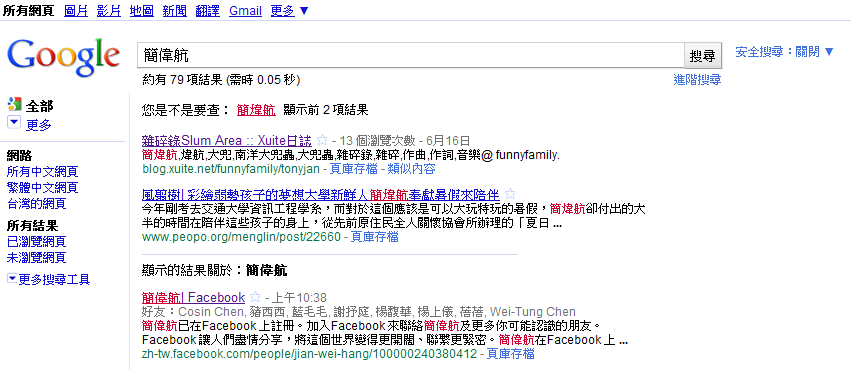 所有網頁 圖片 影片 地圖 新聞 翻譯 Gmail 更多 ▼
Google
簡偉航
搜尋
安全搜尋：關閉 ▼
約有 79 項結果 (需時 0.05 秒)
進階搜尋
全部
更多
網路
所有中文網頁
繁體中文網頁
台灣的網頁
所有結果
已瀏覽網頁
未瀏覽網頁
更多搜尋工具
您是不是要查： 簡煒航 顯示前 2 項結果
雜碎錄Slum Area :: Xuite日誌 - 13 個瀏覽次數 - 6月16日
簡煒航,煒航,大兜,南洋大兜蟲,大兜蟲,雜碎錄,雜碎,作曲,作詞,音樂@ funnyfamily.
blog.xuite.net/funnyfamily/tonyjan - 頁庫存檔 - 類似內容
風剪樹| 彩繪弱勢孩子的夢想大學新鮮人簡煒航奉獻暑假來陪伴
今年剛考去交通大學資訊工程學系，而對於這個應該是可以大玩特玩的暑假，簡煒航卻付出的大
半的時間在陪伴這些孩子的身上，從先前原住民全人關懷協會所辦理的「夏日 ...
www.peopo.org/menglin/post/22660 - 頁庫存檔
顯示的結果關於：簡偉航
簡偉航| Facebook - 上午10:38
好友：Cosin Chen, 豬西西, 藍毛毛, 謝抒庭, 楊馥華, 楊上儀, 蓓蓓, Wei-Tung Chen
簡偉航已在Facebook上註冊。加入Facebook來聯絡簡偉航及更多你可能認識的朋友。
Facebook讓人們盡情分享，將這個世界變得更開闊、聯繫更緊密。簡偉航在Facebook 上 ...
zh-tw.facebook.com/people/jian-wei-hang/100000240380412 - 頁庫存檔